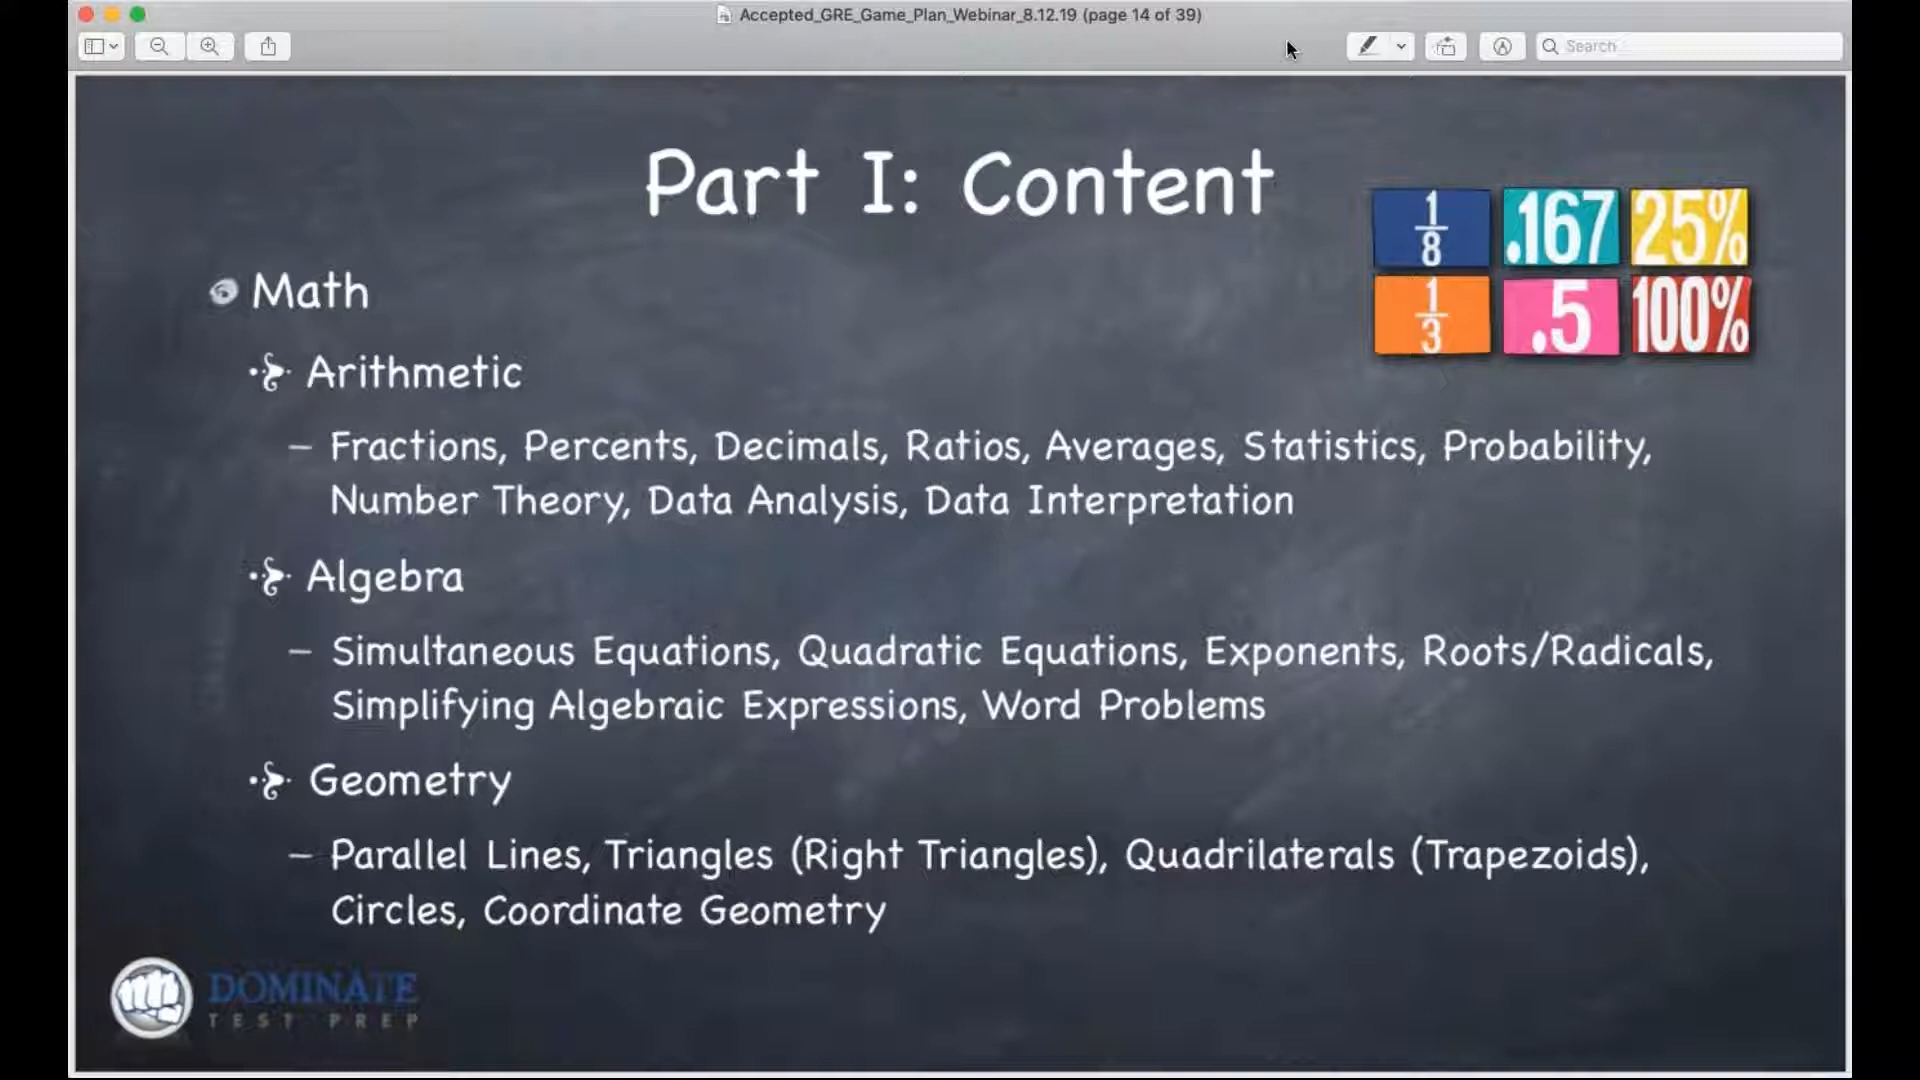 Accepted_GRE_Game_Plan_Webinar_8.12.19 (page 14 of 39)
Search
Part I: Content
1/8 .167 25%
1/3 .5 100%
Math
Arithmetic
– Fractions, Percents, Decimals, Ratios, Averages, Statistics, Probability,
Number Theory, Data Analysis, Data Interpretation
Algebra
– Simultaneous Equations, Quadratic Equations, Exponents, Roots/Radicals,
Simplifying Algebraic Expressions, Word Problems
Geometry
– Parallel Lines, Triangles (Right Triangles), Quadrilaterals (Trapezoids),
Circles, Coordinate Geometry
DOMINATE
TEST PREP